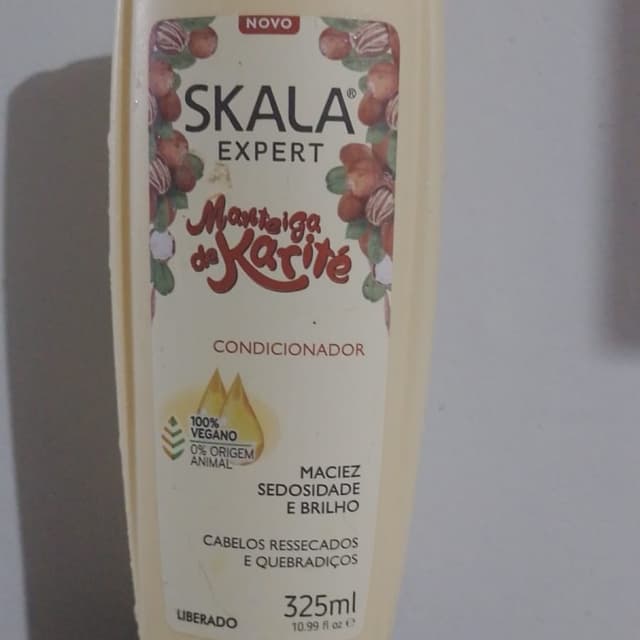 NOVO
SKALA®
EXPERT
Manteiga
de Karité
CONDICIONADOR
100%
VEGANO
0% ORIGEM
ANIMAL
MACIEZ
SEDOSIDADE
E BRILHO
CABELOS RESSECADOS
E QUEBRADIÇOS
LIBERADO
325ml
10.99 fl oz ℮